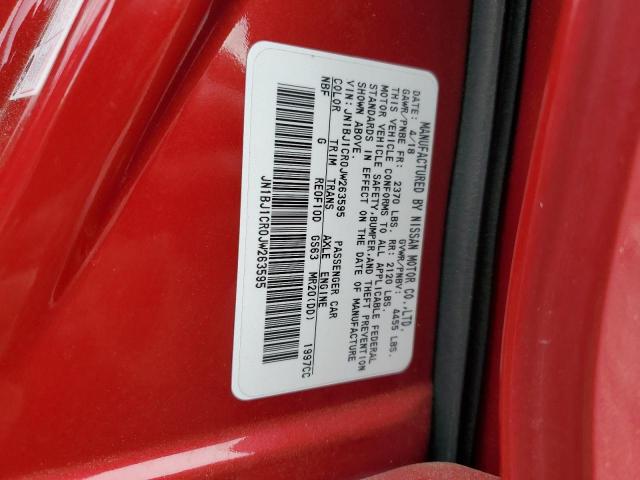 MANUFACTURED BY NISSAN MOTOR CO.,LTD.
DATE: 4/18 GVWR/PNBV: 4455 LBS.
GAWR/PNBE FR: 2370 LBS. RR: 2120 LBS.
THIS VEHICLE CONFORMS TO ALL APPLICABLE FEDERAL
MOTOR VEHICLE SAFETY,BUMPER,AND THEFT PREVENTION
STANDARDS IN EFFECT ON THE DATE OF MANUFACTURE
SHOWN ABOVE.
VIN:JN1BJ1CR0JW263595 PASSENGER CAR
COLOR TRIM TRANS AXLE ENGINE
NBF G RE0F10D GS63 MR20(DD) 1997CC
JN1BJ1CR0JW263595